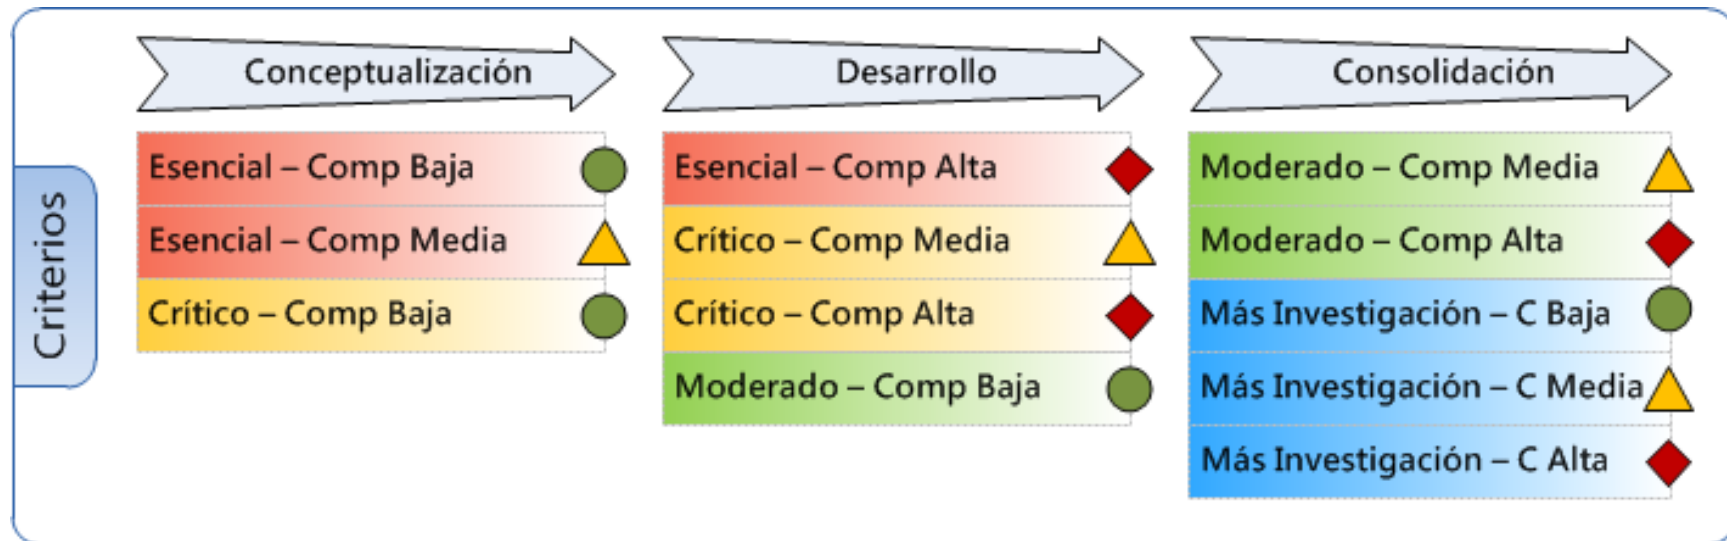 Criterios
Conceptualización
Esencial – Comp Baja
Esencial – Comp Media
Crítico – Comp Baja
Desarrollo
Esencial – Comp Alta
Crítico – Comp Media
Crítico – Comp Alta
Moderado – Comp Baja
Consolidación
Moderado – Comp Media
Moderado – Comp Alta
Más Investigación – C Baja
Más Investigación – C Media
Más Investigación – C Alta